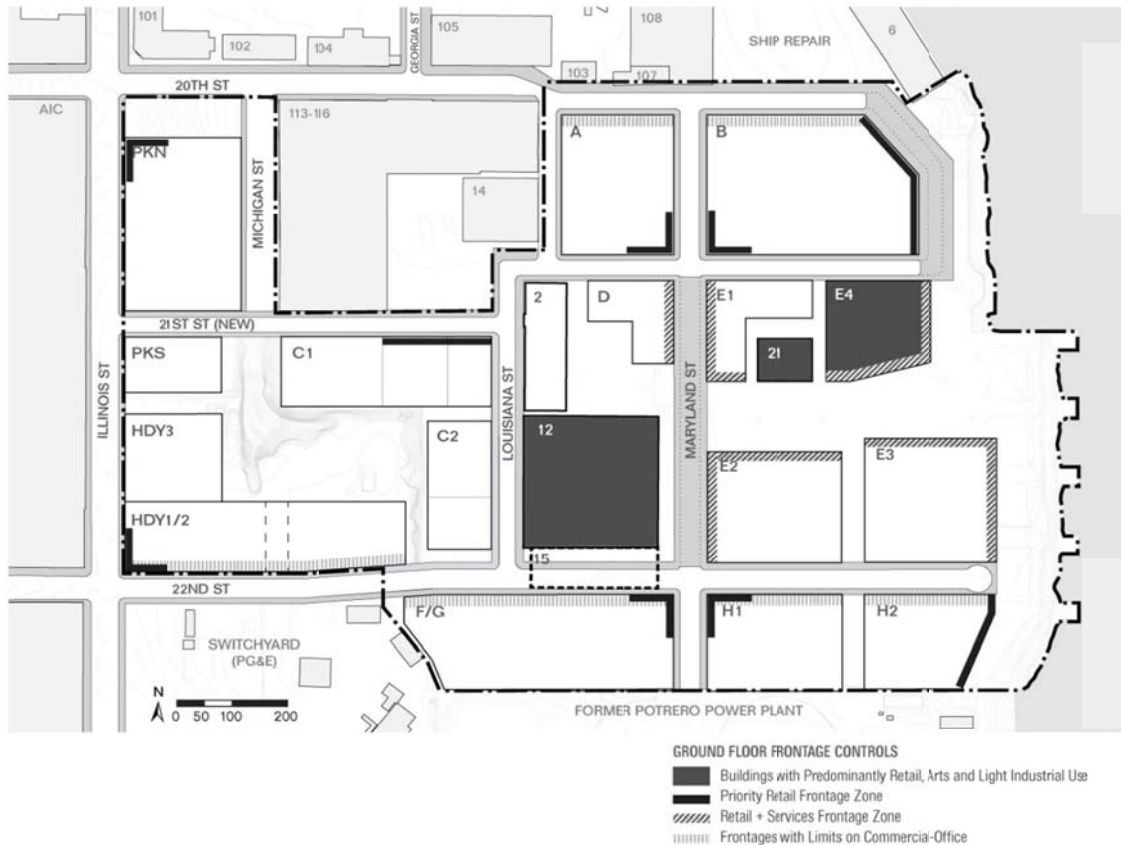 101
102
104
GEORGIA ST
105
108
103
107
SHIP REPAIR
6
20TH ST
AIC
PKN
MICHIGAN ST
113-116
14
A
B
21ST ST (NEW)
2
D
E1
E4
21
PKS
C1
ILLINOIS ST
LOUISIANA ST
MARYLAND ST
HDY3
C2
12
E2
E3
HDY1/2
15
22ND ST
F/G
H1
H2
SWITCHYARD
(PG&E)
N
0 50 100 200
FORMER POTRERO POWER PLANT
GROUND FLOOR FRONTAGE CONTROLS
Buildings with Predominantly Retail, Arts and Light Industrial Use
Priority Retail Frontage Zone
Retail + Services Frontage Zone
Frontages with Limits on Commercial-Office